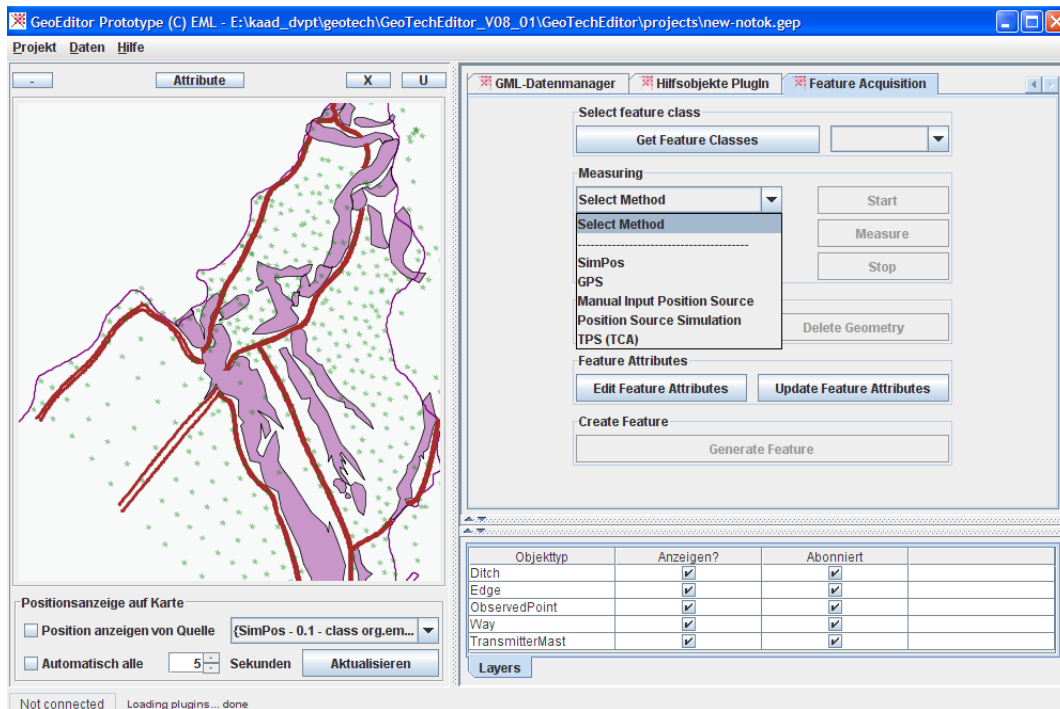 GeoEditor Prototype (C) EML - E:\kaad_dvpt\geotech\GeoTechEditor_V08_01\GeoTechEditor\projects\new-notok.gep
Projekt Daten Hilfe
- Attribute X U
GML-Datenmanager Hilfsobjekte PlugIn Feature Acquisition
Select feature class
Get Feature Classes
Measuring
Select Method Start
Select Method
Measure
----------------------------------------
SimPos Stop
GPS
Manual Input Position Source
Position Source Simulation Delete Geometry
TPS (TCA)
Feature Attributes
Edit Feature Attributes Update Feature Attributes
Create Feature
Generate Feature
Objekttyp Anzeigen? Abonniert
Ditch
Edge
ObservedPoint
Way
TransmitterMast
Layers
Positionsanzeige auf Karte
Position anzeigen von Quelle {SimPos - 0.1 - class org.em...
Automatisch alle 5 Sekunden Aktualisieren
Not connected Loading plugins... done